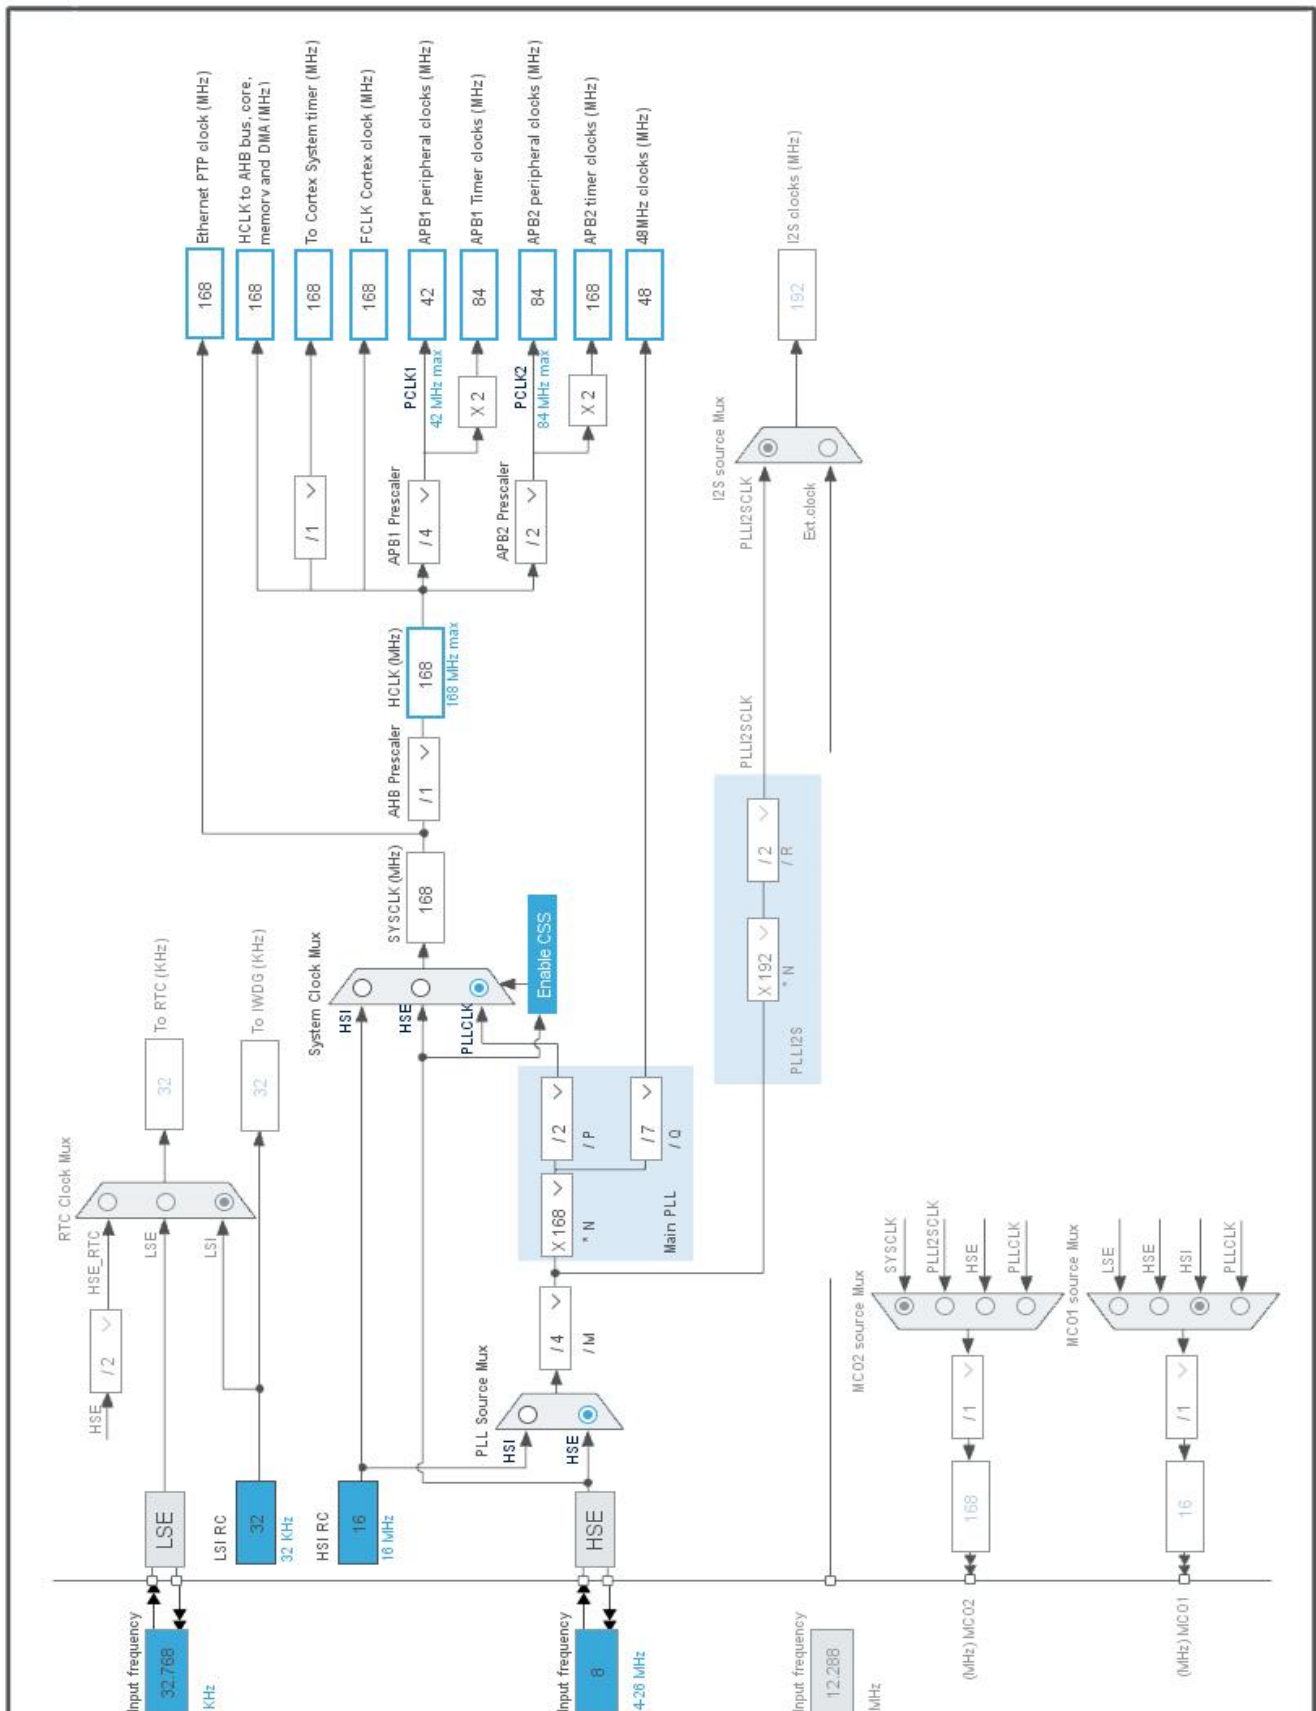 Input frequency
32.768
KHz
LSE
LSI RC
32
32 KHz
HSE
/ 2
HSE_RTC
LSE
LSI
RTC Clock Mux
32
To RTC (KHz)
32
To IWDG (KHz)
HSI RC
16
16 MHz
Input frequency
8
4-26 MHz
HSE
PLL Source Mux
HSI
HSE
/ 4
/ M
X 168
* N
/ 2
/ P
/ 7
/ Q
Main PLL
System Clock Mux
HSI
HSE
PLLCLK
Enable CSS
SYSCLK (MHz)
168
AHB Prescaler
/ 1
HCLK (MHz)
168
168 MHz max
/ 1
APB1 Prescaler
/ 4
APB2 Prescaler
/ 2
PCLK1
42 MHz max
X 2
PCLK2
84 MHz max
X 2
168
Ethernet PTP clock (MHz)
168
HCLK to AHB bus, core,
memory and DMA (MHz)
168
To Cortex System timer (MHz)
168
FCLK Cortex clock (MHz)
42
APB1 peripheral clocks (MHz)
84
APB1 Timer clocks (MHz)
84
APB2 peripheral clocks (MHz)
168
APB2 timer clocks (MHz)
48
48MHz clocks (MHz)
X 192
* N
/ 2
/ R
PLLI2S
PLLI2SCLK
PLLI2SCLK
Ext.clock
I2S source Mux
192
I2S clocks (MHz)
Input frequency
12.288
MHz
MCO2 source Mux
SYSCLK
PLLI2SCLK
HSE
PLLCLK
/ 1
168
(MHz) MCO2
MCO1 source Mux
LSE
HSE
HSI
PLLCLK
/ 1
16
(MHz) MCO1